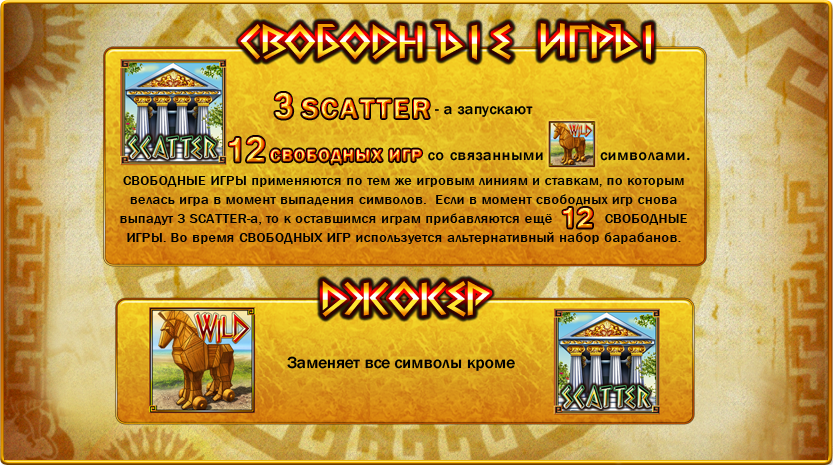 СВОБОДНЫЕ ИГРЫ
SCATTER
3 SCATTER - а запускают
12 СВОБОДНЫХ ИГР со связанными WILD символами.
СВОБОДНЫЕ ИГРЫ применяются по тем же игровым линиям и ставкам, по которым
велась игра в момент выпадения символов. Если в момент свободных игр снова
выпадут 3 SCATTER-а, то к оставшимся играм прибавляются ещё 12 СВОБОДНЫЕ
ИГРЫ. Во время СВОБОДНЫХ ИГР используется альтернативный набор барабанов.
ДЖОКЕР
WILD
Заменяет все символы кроме
SCATTER